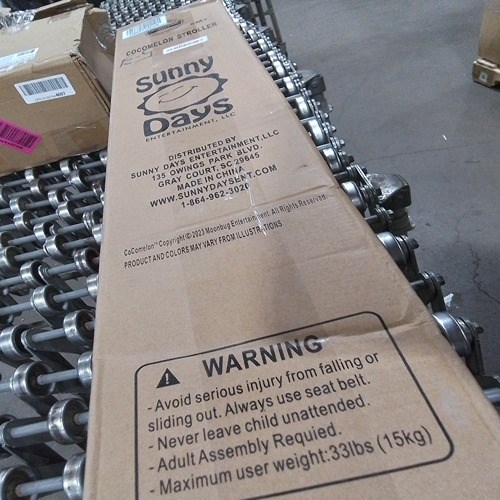 COCOMELON STROLLER
Sunny
Days
ENTERTAINMENT, LLC
DISTRIBUTED BY
SUNNY DAYS ENTERTAINMENT,LLC
135 OWINGS PARK BLVD.
GRAY COURT, SC 29645
MADE IN CHINA
WWW.SUNNYDAYSENT.COM
1-864-962-3020
CoComelon™ Copyright © 2023 Moonbug Entertainment. All Rights Reserved.
PRODUCT AND COLORS MAY VARY FROM ILLUSTRATIONS
WARNING
- Avoid serious injury from falling or
sliding out. Always use seat belt.
- Never leave child unattended.
- Adult Assembly Requied.
- Maximum user weight:33lbs (15kg)